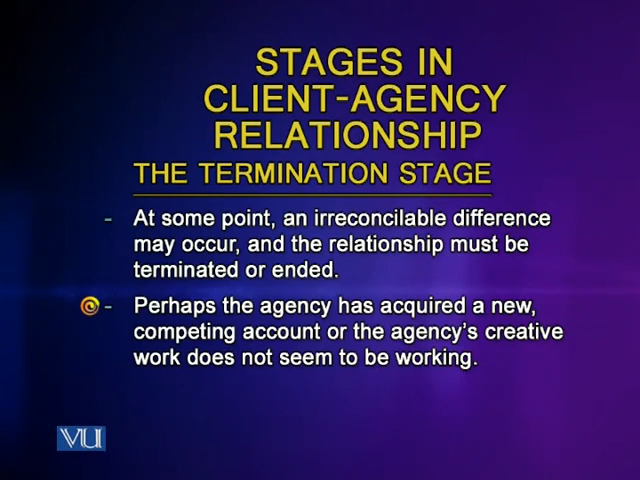 STAGES IN
CLIENT-AGENCY
RELATIONSHIP
THE TERMINATION STAGE
- At some point, an irreconcilable difference
may occur, and the relationship must be
terminated or ended.
- Perhaps the agency has acquired a new,
competing account or the agency's creative
work does not seem to be working.
VU